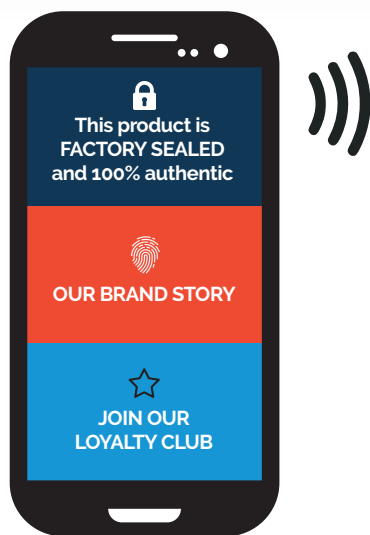 This product is
FACTORY SEALED
and 100% authentic
OUR BRAND STORY
JOIN OUR
LOYALTY CLUB